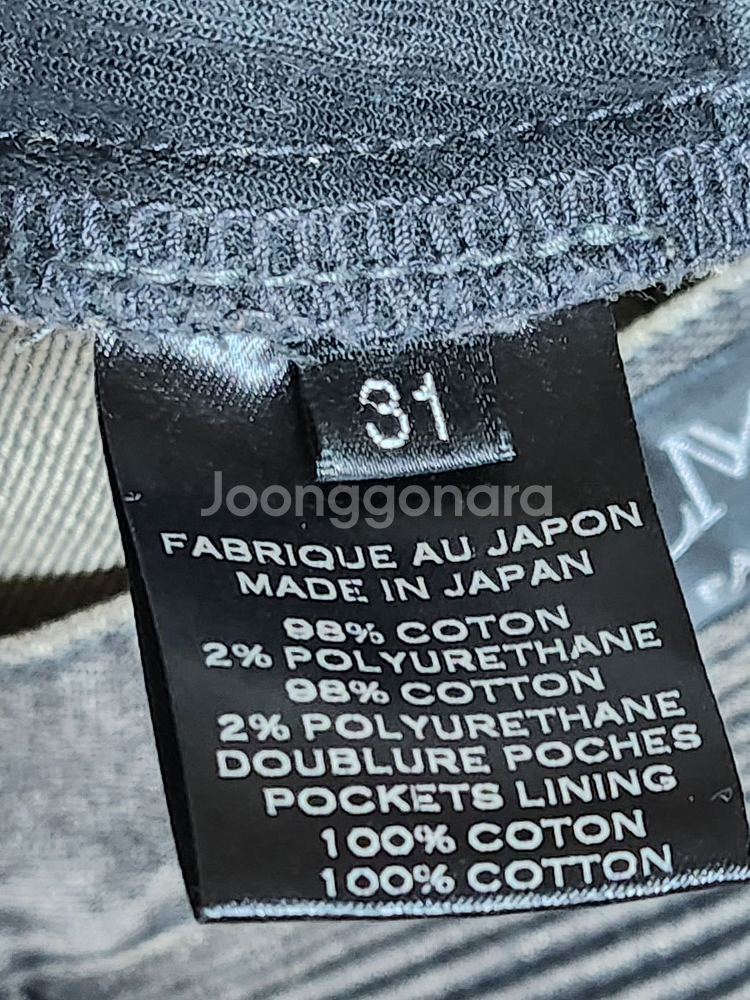 31
Joonggonara
FABRIQUE AU JAPON
MADE IN JAPAN
98% COTON
2% POLYURETHANE
98% COTTON
2% POLYURETHANE
DOUBLURE POCHES
POCKETS LINING
100% COTON
100% COTTON